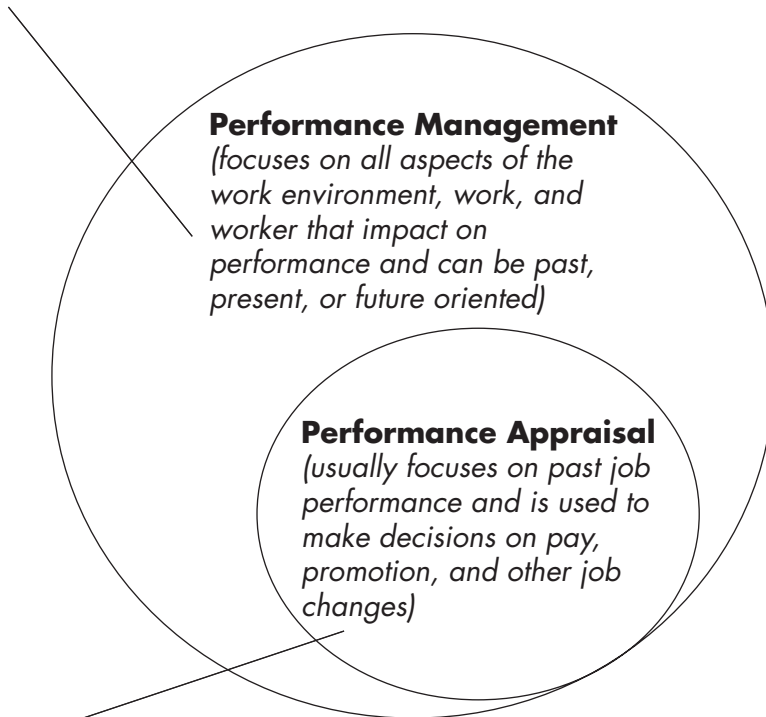 Performance Management
(focuses on all aspects of the
work environment, work, and
worker that impact on
performance and can be past,
present, or future oriented)
Performance Appraisal
(usually focuses on past job
performance and is used to
make decisions on pay,
promotion, and other job
changes)